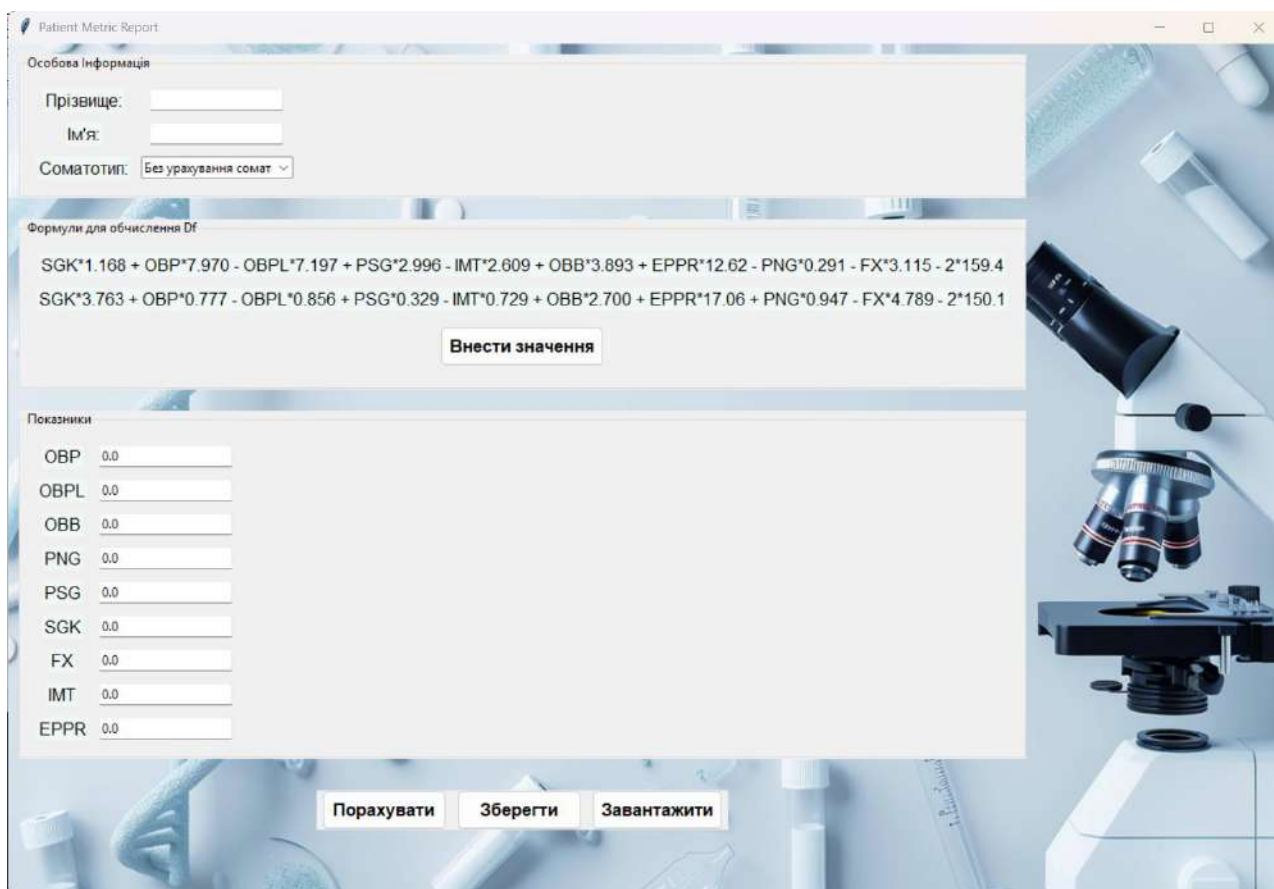 Patient Metric Report
Особова Інформація
Прізвище:
Ім'я:
Соматотип: Без урахування сомат
Формули для обчислення Df
SGK*1.168 + OBP*7.970 - OBPL*7.197 + PSG*2.996 - IMT*2.609 + OBB*3.893 + EPPR*12.62 - PNG*0.291 - FX*3.115 - 2*159.4
SGK*3.763 + OBP*0.777 - OBPL*0.856 + PSG*0.329 - IMT*0.729 + OBB*2.700 + EPPR*17.06 + PNG*0.947 - FX*4.789 - 2*150.1
Внести значення
Показники
OBP 0.0
OBPL 0.0
OBB 0.0
PNG 0.0
PSG 0.0
SGK 0.0
FX 0.0
IMT 0.0
EPPR 0.0
Порахувати Зберегти Завантажити